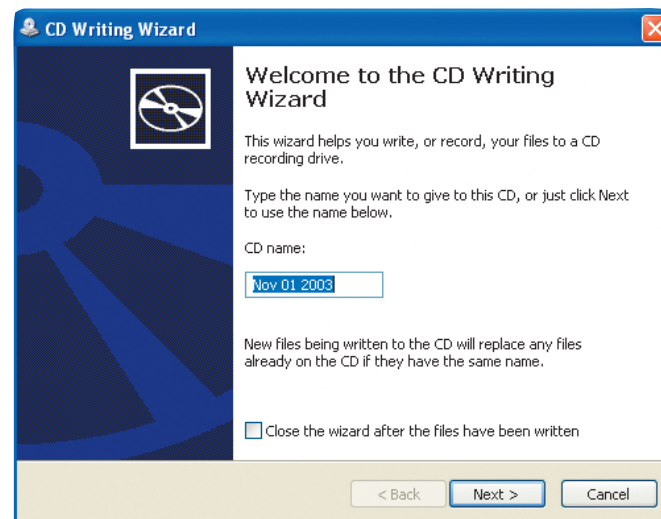 CD Writing Wizard
Welcome to the CD Writing
Wizard
This wizard helps you write, or record, your files to a CD
recording drive.
Type the name you want to give to this CD, or just click Next
to use the name below.
CD name:
Nov 01 2003
New files being written to the CD will replace any files
already on the CD if they have the same name.
Close the wizard after the files have been written
< Back Next > Cancel